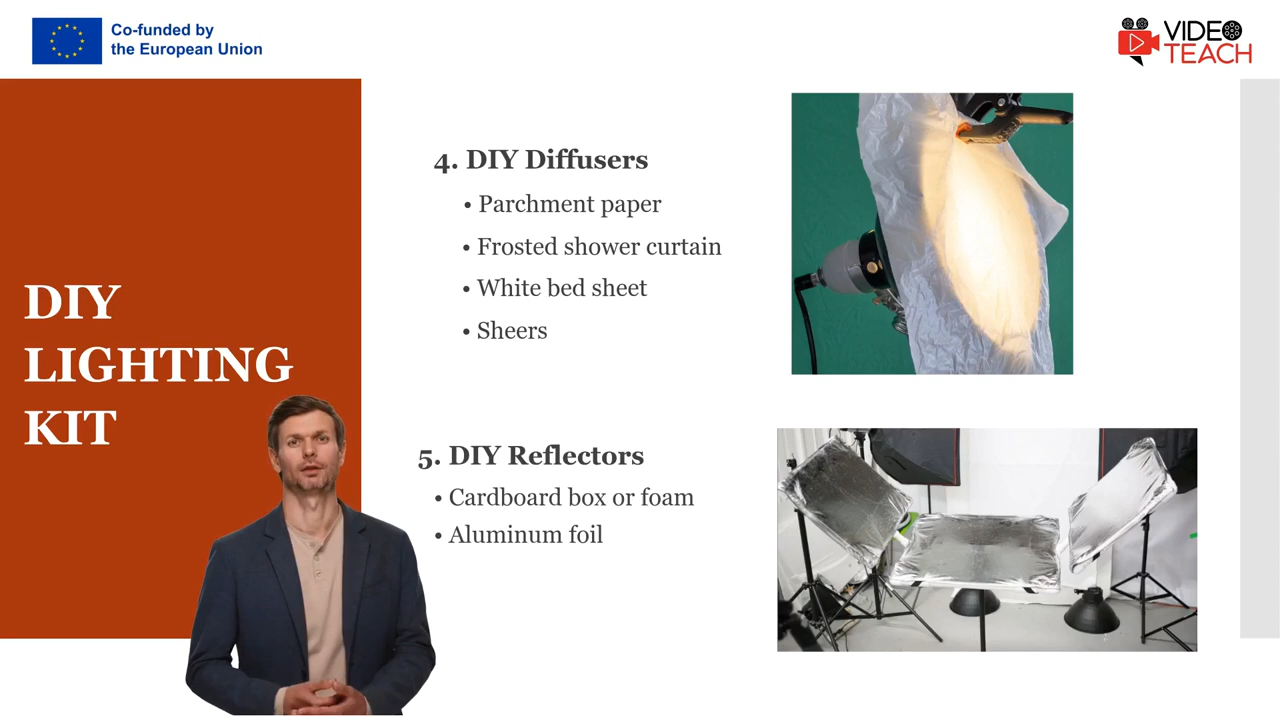 Co-funded by
the European Union
VIDEO
TEACH
DIY
LIGHTING
KIT
4. DIY Diffusers
• Parchment paper
• Frosted shower curtain
• White bed sheet
• Sheers
5. DIY Reflectors
• Cardboard box or foam
• Aluminum foil